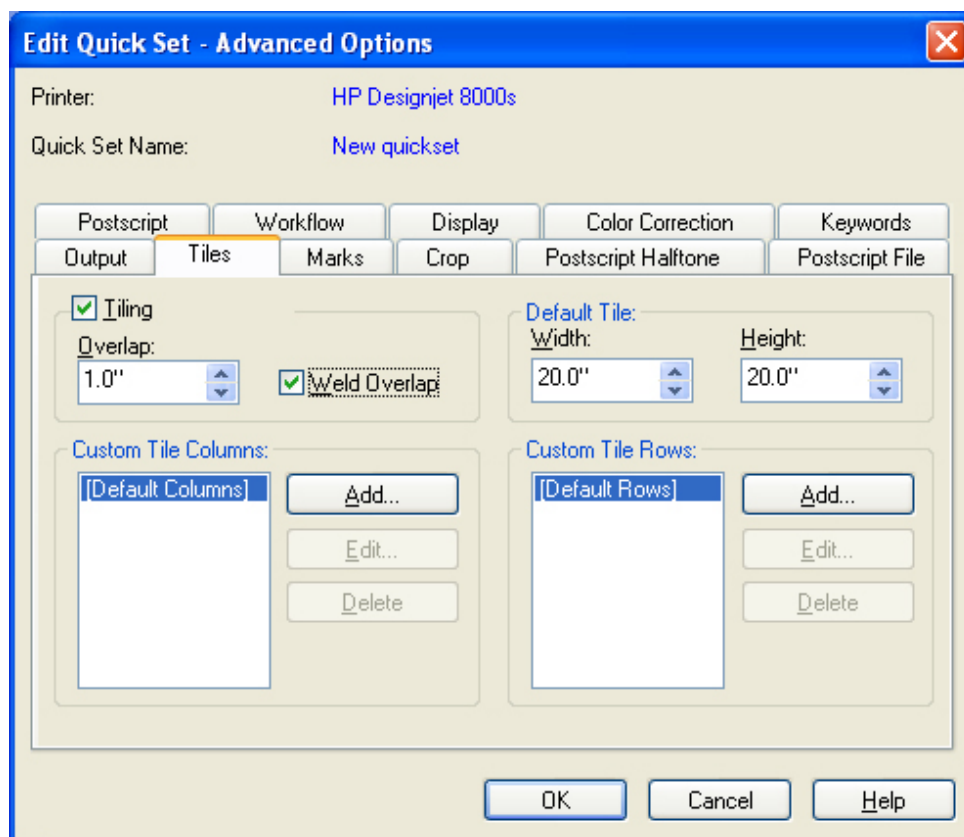 Edit Quick Set - Advanced Options
Printer: HP Designjet 8000s
Quick Set Name: New quickset
Postscript Workflow Display Color Correction Keywords
Output Tiles Marks Crop Postscript Halftone Postscript File
Tiling
Overlap:
1.0"
Weld Overlap
Default Tile:
Width: Height:
20.0" 20.0"
Custom Tile Columns:
[Default Columns]
Add...
Edit...
Delete
Custom Tile Rows:
[Default Rows]
Add...
Edit...
Delete
OK Cancel Help